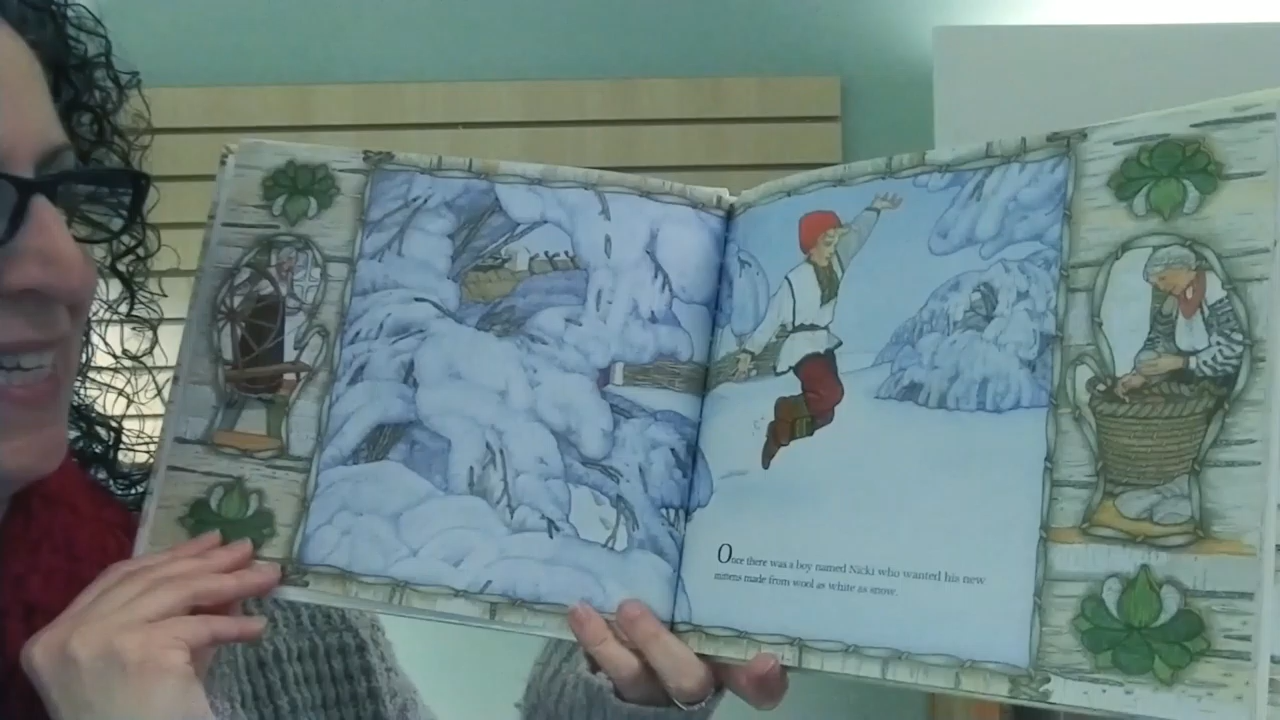 Once there was a boy named Nicki who wanted his new
mittens made from wool as white as snow.